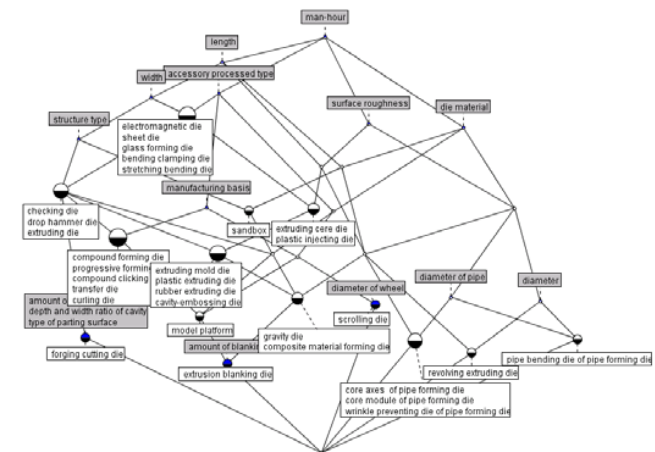 man-hour
length
width
accessory processed type
surface roughness
die material
structure type
electromagnetic die
sheet die
glass forming die
bending clamping die
stretching bending die
manufacturing basis
checking die
drop hammer die
extruding die
sandbox
extruding cere die
plastic injecting die
compound forming die
progressive forming
compound clicking
transfer die
curling die
extruding mold die
plastic extruding die
rubber extruding die
cavity-embossing die
diameter of pipe
diameter
diameter of wheel
amount of
depth and width ratio of cavity
type of parting surface
model platform
scrolling die
gravity die
composite material forming die
amount of blanking
forging cutting die
extrusion blanking die
revolving extruding die
pipe bending die of pipe forming die
core axes of pipe forming die
core module of pipe forming die
wrinkle preventing die of pipe forming die